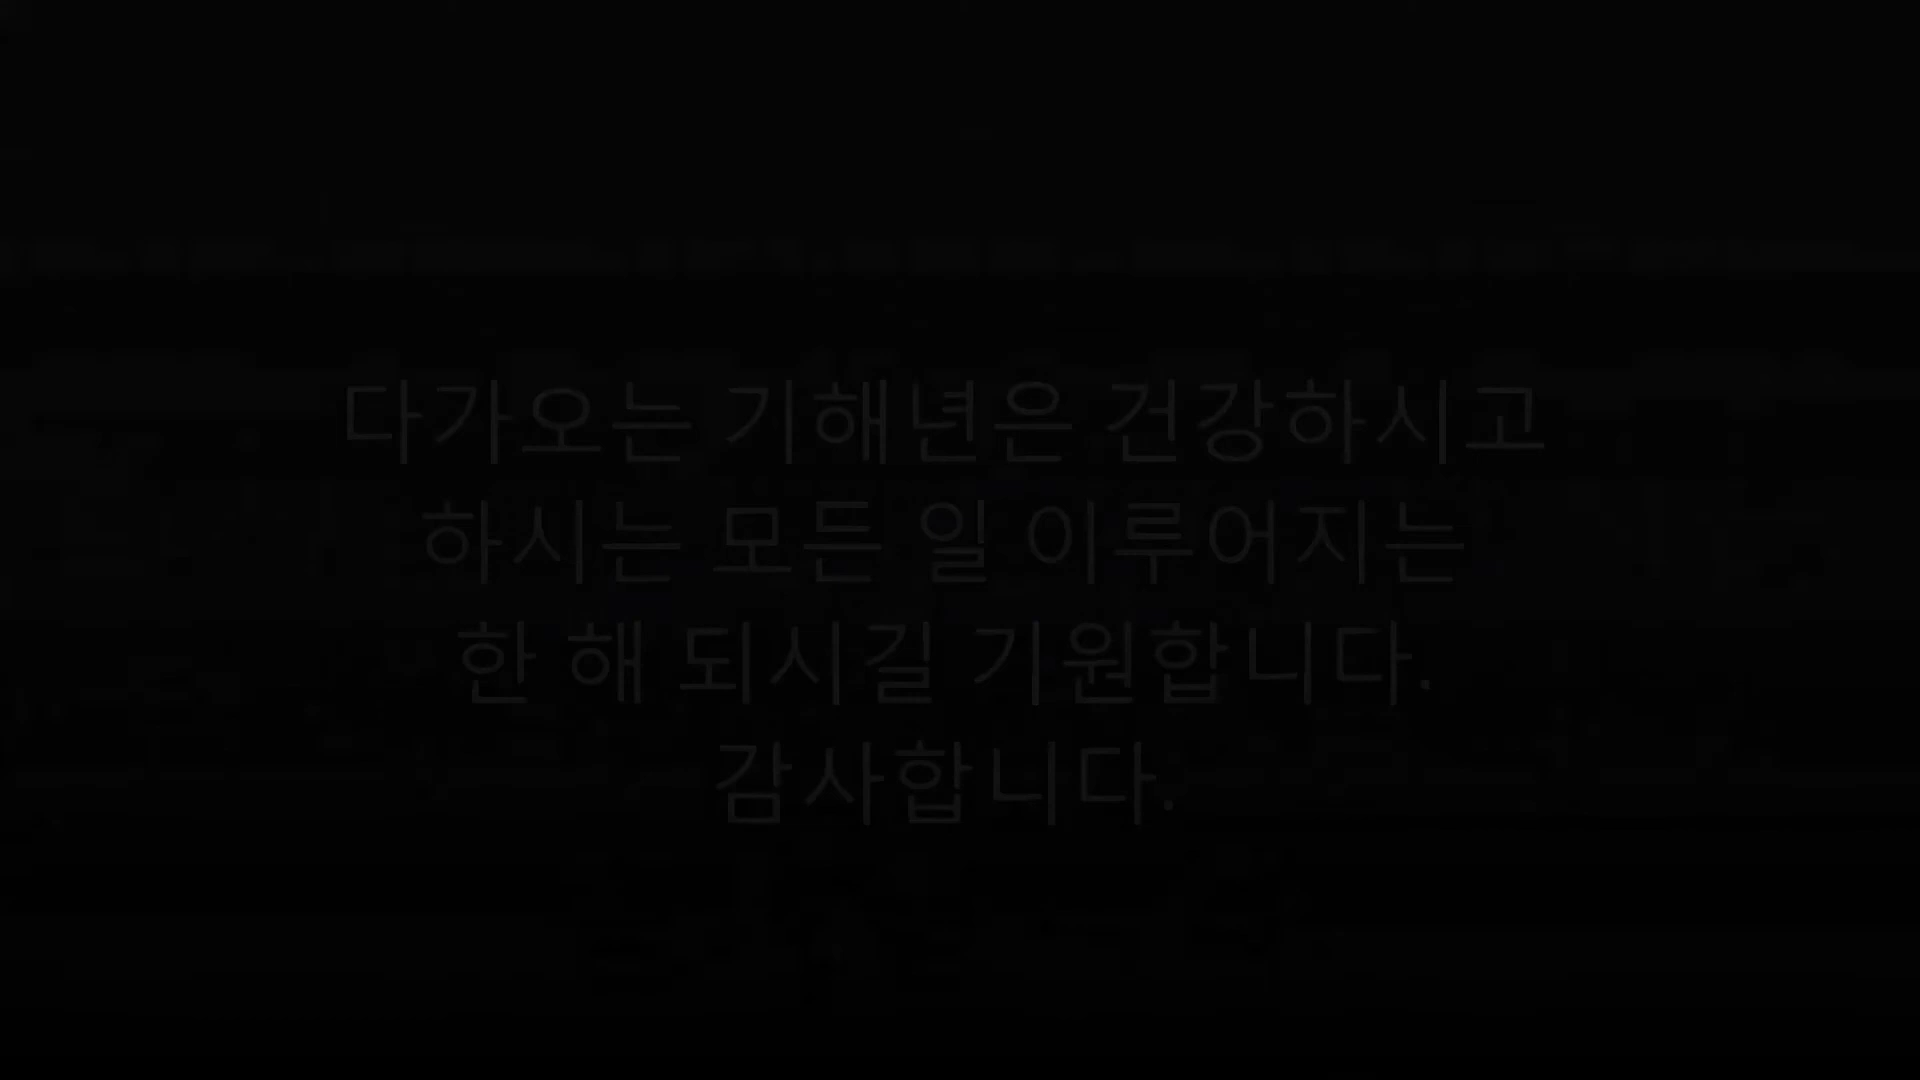 다가오는 기해년은 건강하시고
하시는 모든 일 이루어지는
한 해 되시길 기원합니다.
감사합니다.